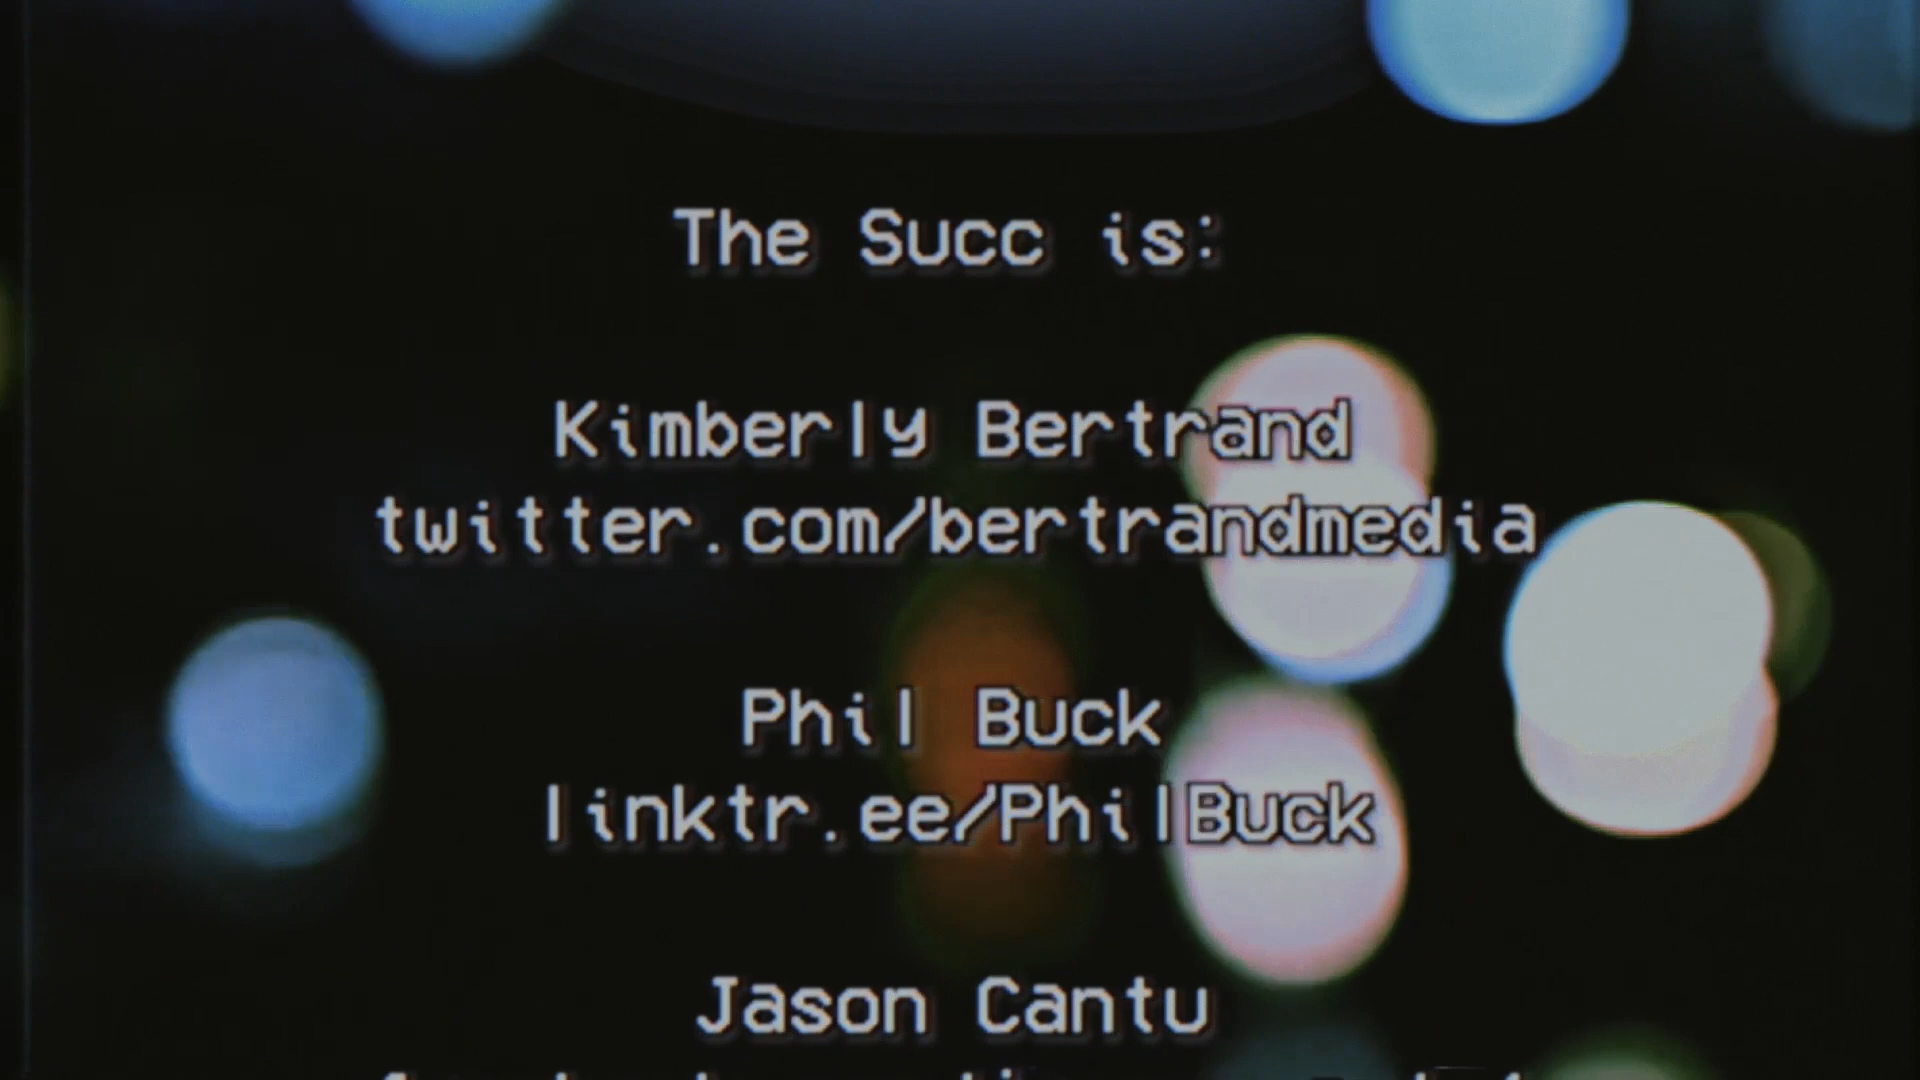 The Succ is:
Kimberly Bertrand
twitter.com/bertrandmedia
Phil Buck
linktr.ee/PhilBuck
Jason Cantu